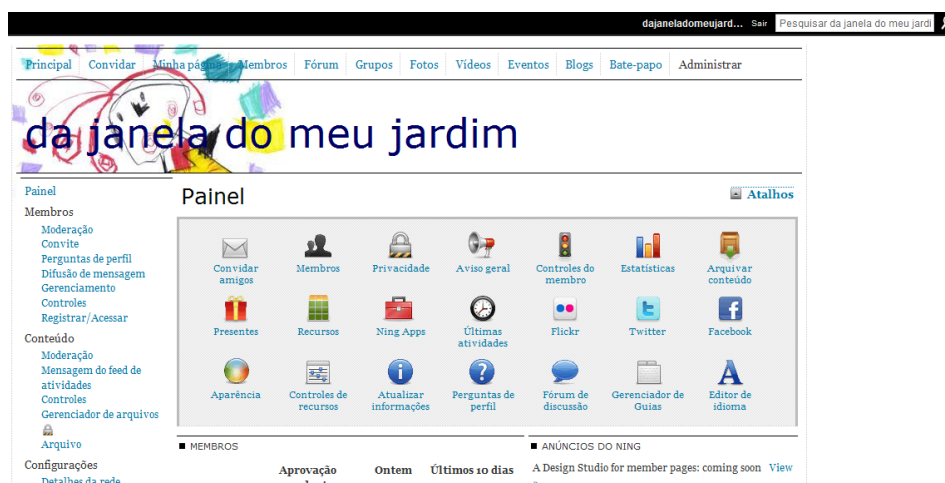 dajaneladomeujard... Sair Pesquisar da janela do meu jardi
Principal Convidar Minha página Membros Fórum Grupos Fotos Vídeos Eventos Blogs Bate-papo Administrar
da janela do meu jardim
Painel
Membros
Moderação
Convite
Perguntas de perfil
Difusão de mensagem
Gerenciamento
Controles
Registrar/Acessar
Conteúdo
Moderação
Mensagem do feed de
atividades
Controles
Gerenciador de arquivos
Arquivo
Configurações
Detalhes da rede
Painel
Atalhos
Convidar
amigos
Membros
Privacidade
Aviso geral
Controles do
membro
Estatísticas
Arquivar
conteúdo
Presentes
Recursos
Ning Apps
Últimas
atividades
Flickr
Twitter
Facebook
Aparência
Controles de
recursos
Atualizar
informações
Perguntas de
perfil
Fórum de
discussão
Gerenciador de
Guias
Editor de
idioma
MEMBROS
Aprovação Ontem Últimos 10 dias
ANÚNCIOS DO NING
A Design Studio for member pages: coming soon View